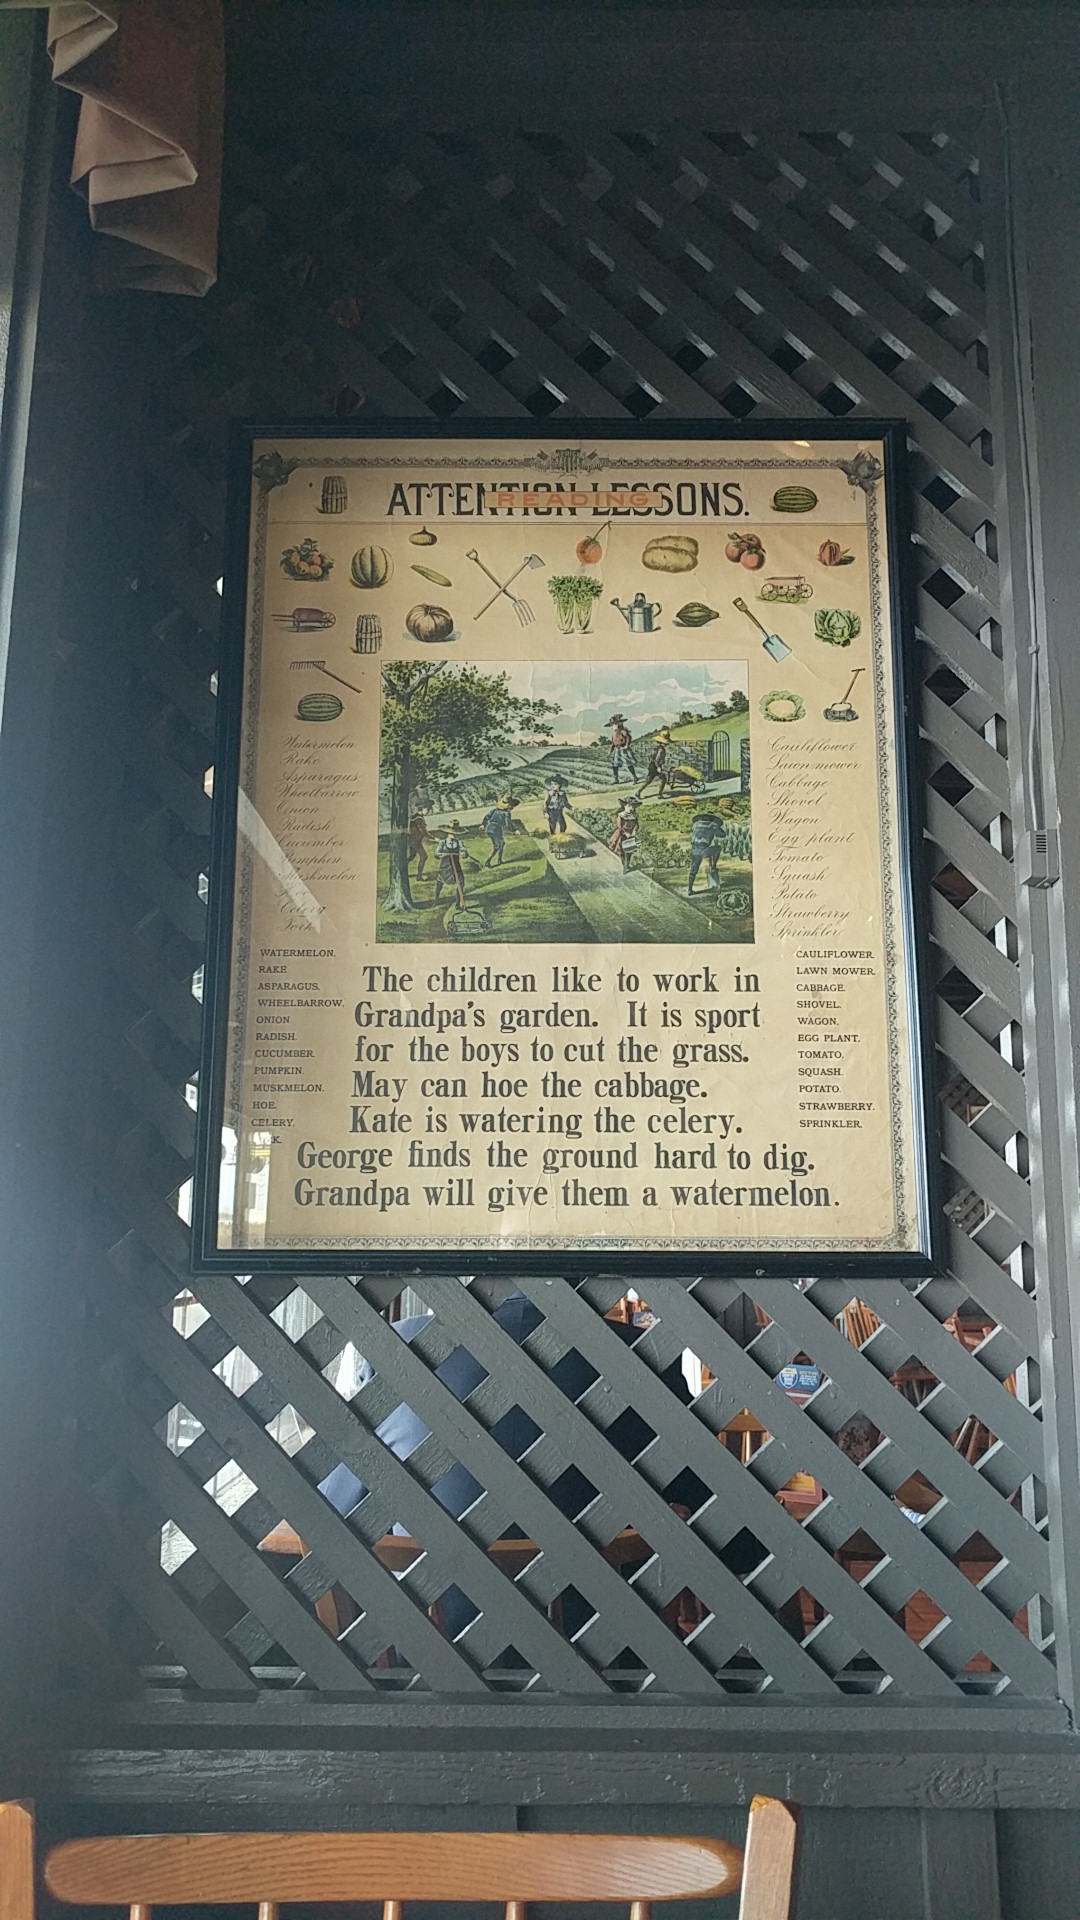 ATTENTION LESSONS.
READING
Watermelon
Rake
Asparagus
Wheelbarrow
Onion
Radish
Cucumber
Pumpkin
Muskmelon
Celery
Fork
Cauliflower
Lawn mower
Cabbage
Shovel
Wagon
Egg plant
Tomato
Squash
Potato
Strawberry
Sprinkler
WATERMELON.
RAKE
ASPARAGUS.
WHEELBARROW.
ONION
RADISH.
CUCUMBER.
PUMPKIN.
MUSKMELON.
HOE.
CELERY.
The children like to work in
Grandpa's garden. It is sport
for the boys to cut the grass.
May can hoe the cabbage.
Kate is watering the celery.
George finds the ground hard to dig.
Grandpa will give them a watermelon.
CAULIFLOWER.
LAWN MOWER.
CABBAGE.
SHOVEL.
WAGON.
EGG PLANT.
TOMATO.
SQUASH.
POTATO.
STRAWBERRY.
SPRINKLER.